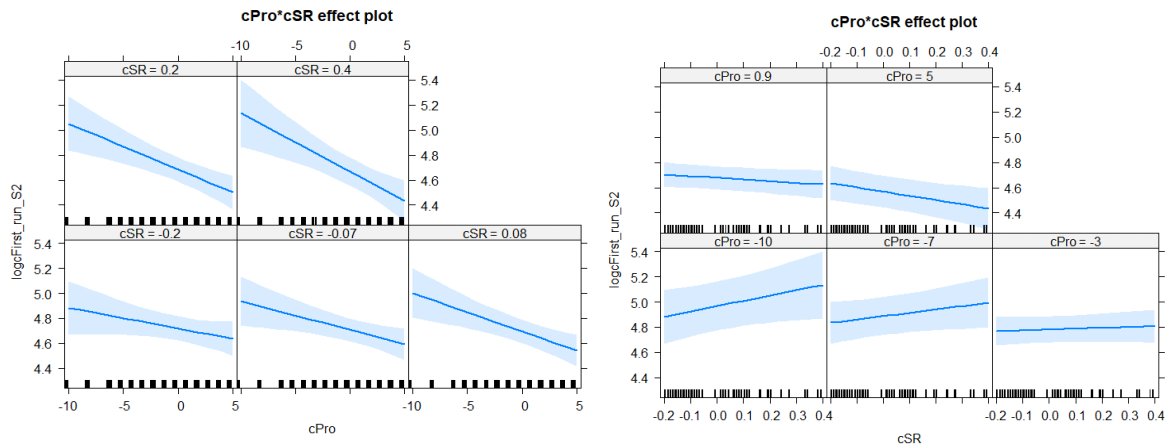 cPro*cSR effect plot
-10 -5 0 5
cSR = 0.2 cSR = 0.4
5.4
5.2
5.0
4.8
4.6
4.4
logcFirst_run_S2
cSR = -0.2 cSR = -0.07 cSR = 0.08
5.4
5.2
5.0
4.8
4.6
4.4
-10 -5 0 5 -10 -5 0 5
cPro
cPro*cSR effect plot
-0.2 0.0 0.1 0.2 0.3 0.4
cPro = 0.9 cPro = 5
5.4
5.2
5.0
4.8
4.6
4.4
logcFirst_run_S2
cPro = -10 cPro = -7 cPro = -3
5.4
5.2
5.0
4.8
4.6
4.4
-0.2 0.0 0.1 0.2 0.3 0.4 -0.2 0.0 0.1 0.2 0.3 0.4
cSR